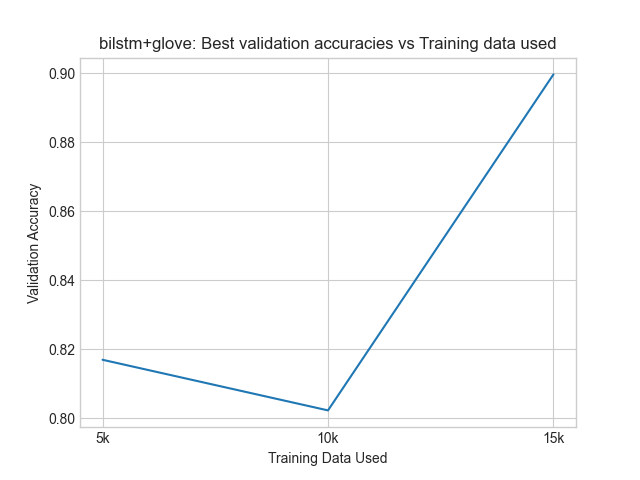 bilstm+glove: Best validation accuracies vs Training data used
0.90
0.88
0.86
0.84
0.82
0.80
Validation Accuracy
5k
10k
15k
Training Data Used